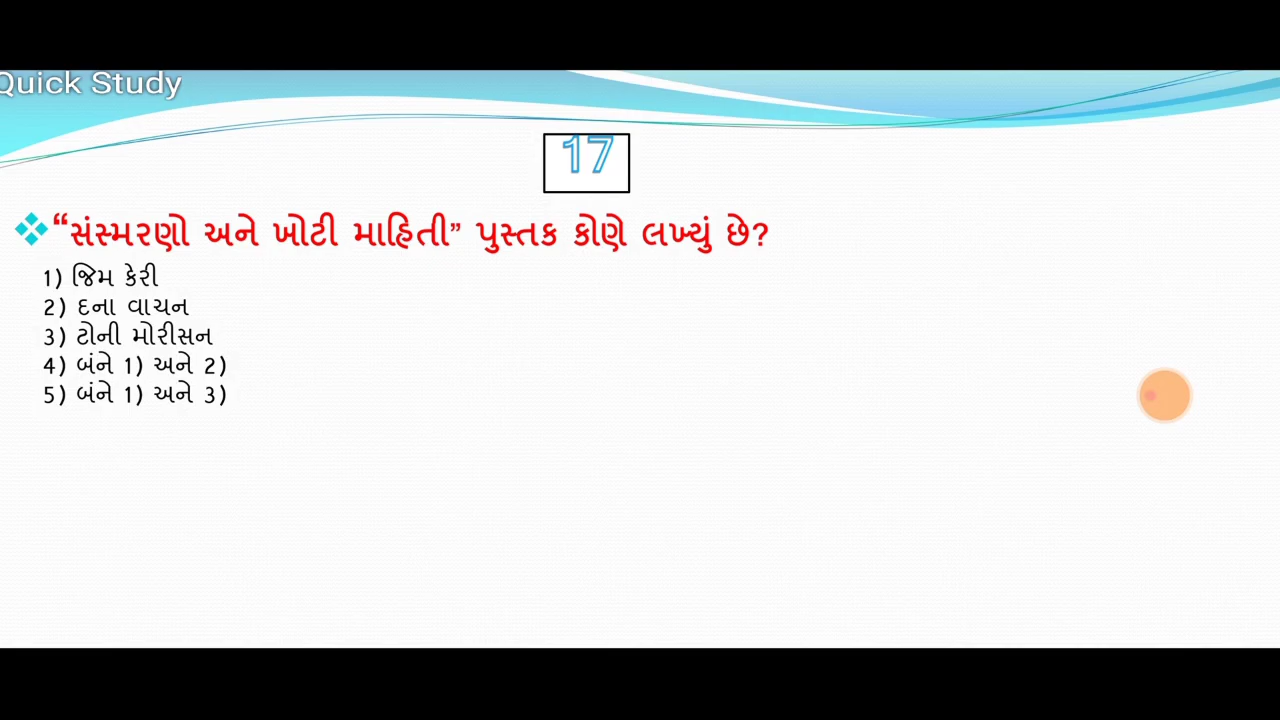 Quick Study
17
“સંસ્મરણો અને ખોટી માહિતી” પુસ્તક કોણે લખ્યું છે?
1) જિમ કેરી
2) દના વાચન
3) ટોની મોરીસન
4) બંને 1) અને 2)
5) બંને 1) અને 3)